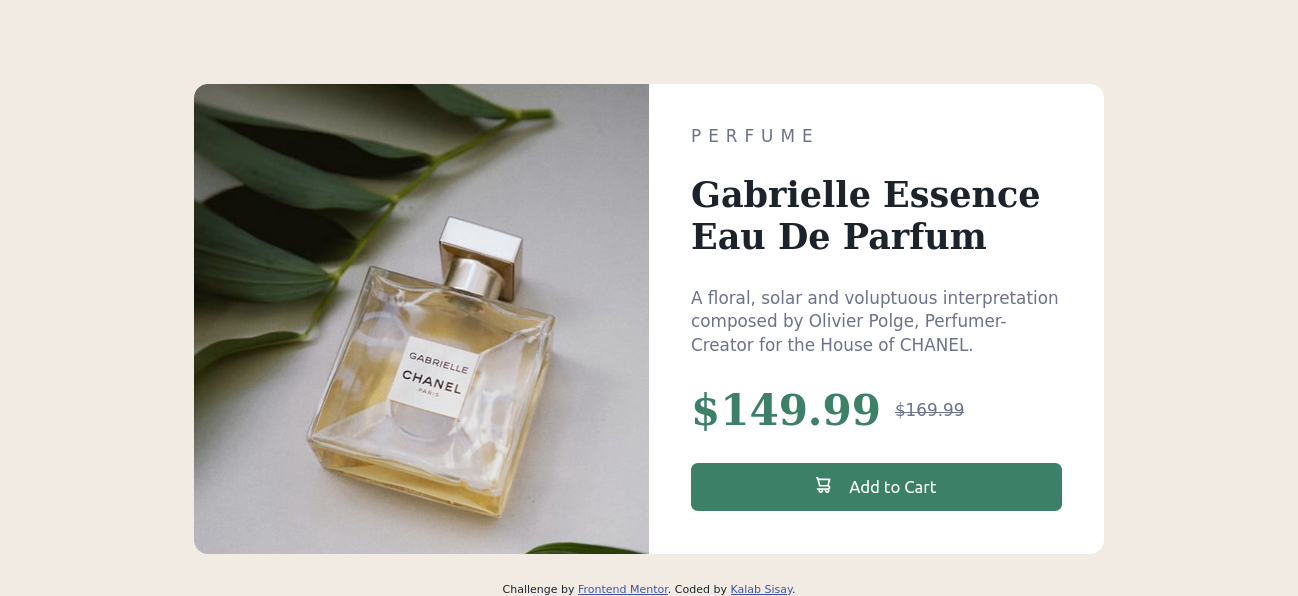 PERFUME
Gabrielle Essence
Eau De Parfum
A floral, solar and voluptuous interpretation
composed by Olivier Polge, Perfumer-
Creator for the House of CHANEL.
$149.99 $169.99
Add to Cart
GABRIELLE
CHANEL
PARIS
Challenge by Frontend Mentor. Coded by Kalab Sisay.